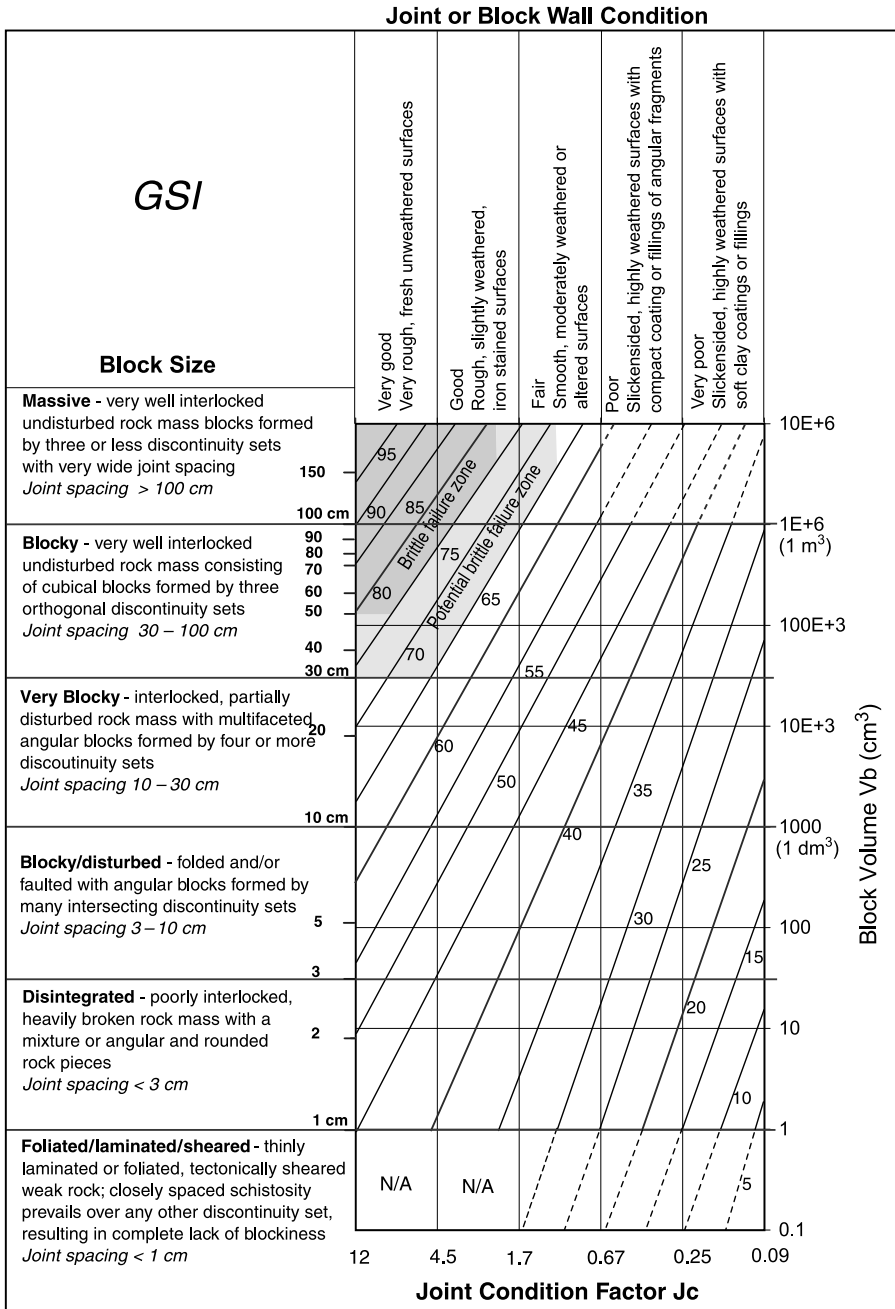 Joint or Block Wall Condition
GSI
Block Size
Very good
Very rough, fresh unweathered surfaces
Good
Rough, slightly weathered,
iron stained surfaces
Fair
Smooth, moderately weathered or
altered surfaces
Poor
Slickensided, highly weathered surfaces with
compact coating or fillings of angular fragments
Very poor
Slickensided, highly weathered surfaces with
soft clay coatings or fillings
Massive - very well interlocked
undisturbed rock mass blocks formed
by three or less discontinuity sets
with very wide joint spacing
Joint spacing > 100 cm
Blocky - very well interlocked
undisturbed rock mass consisting
of cubical blocks formed by three
orthogonal discontinuity sets
Joint spacing 30 – 100 cm
Very Blocky - interlocked, partially
disturbed rock mass with multifaceted
angular blocks formed by four or more
discoutinuity sets
Joint spacing 10 – 30 cm
Blocky/disturbed - folded and/or
faulted with angular blocks formed by
many intersecting discontinuity sets
Joint spacing 3 – 10 cm
Disintegrated - poorly interlocked,
heavily broken rock mass with a
mixture or angular and rounded
rock pieces
Joint spacing < 3 cm
Foliated/laminated/sheared - thinly
laminated or foliated, tectonically sheared
weak rock; closely spaced schistosity
prevails over any other discontinuity set,
resulting in complete lack of blockiness
Joint spacing < 1 cm
150
100 cm
90
80
70
60
50
40
30 cm
20
10 cm
5
3
2
1 cm
95
90
85
80
75
70
65
60
55
50
45
40
35
30
25
20
15
10
5
Brittle failure zone
Potential brittle failure zone
N/A
N/A
10E+6
1E+6
(1 m³)
100E+3
10E+3
1000
(1 dm³)
100
10
1
0.1
Block Volume Vb (cm³)
12
4.5
1.7
0.67
0.25
0.09
Joint Condition Factor Jc